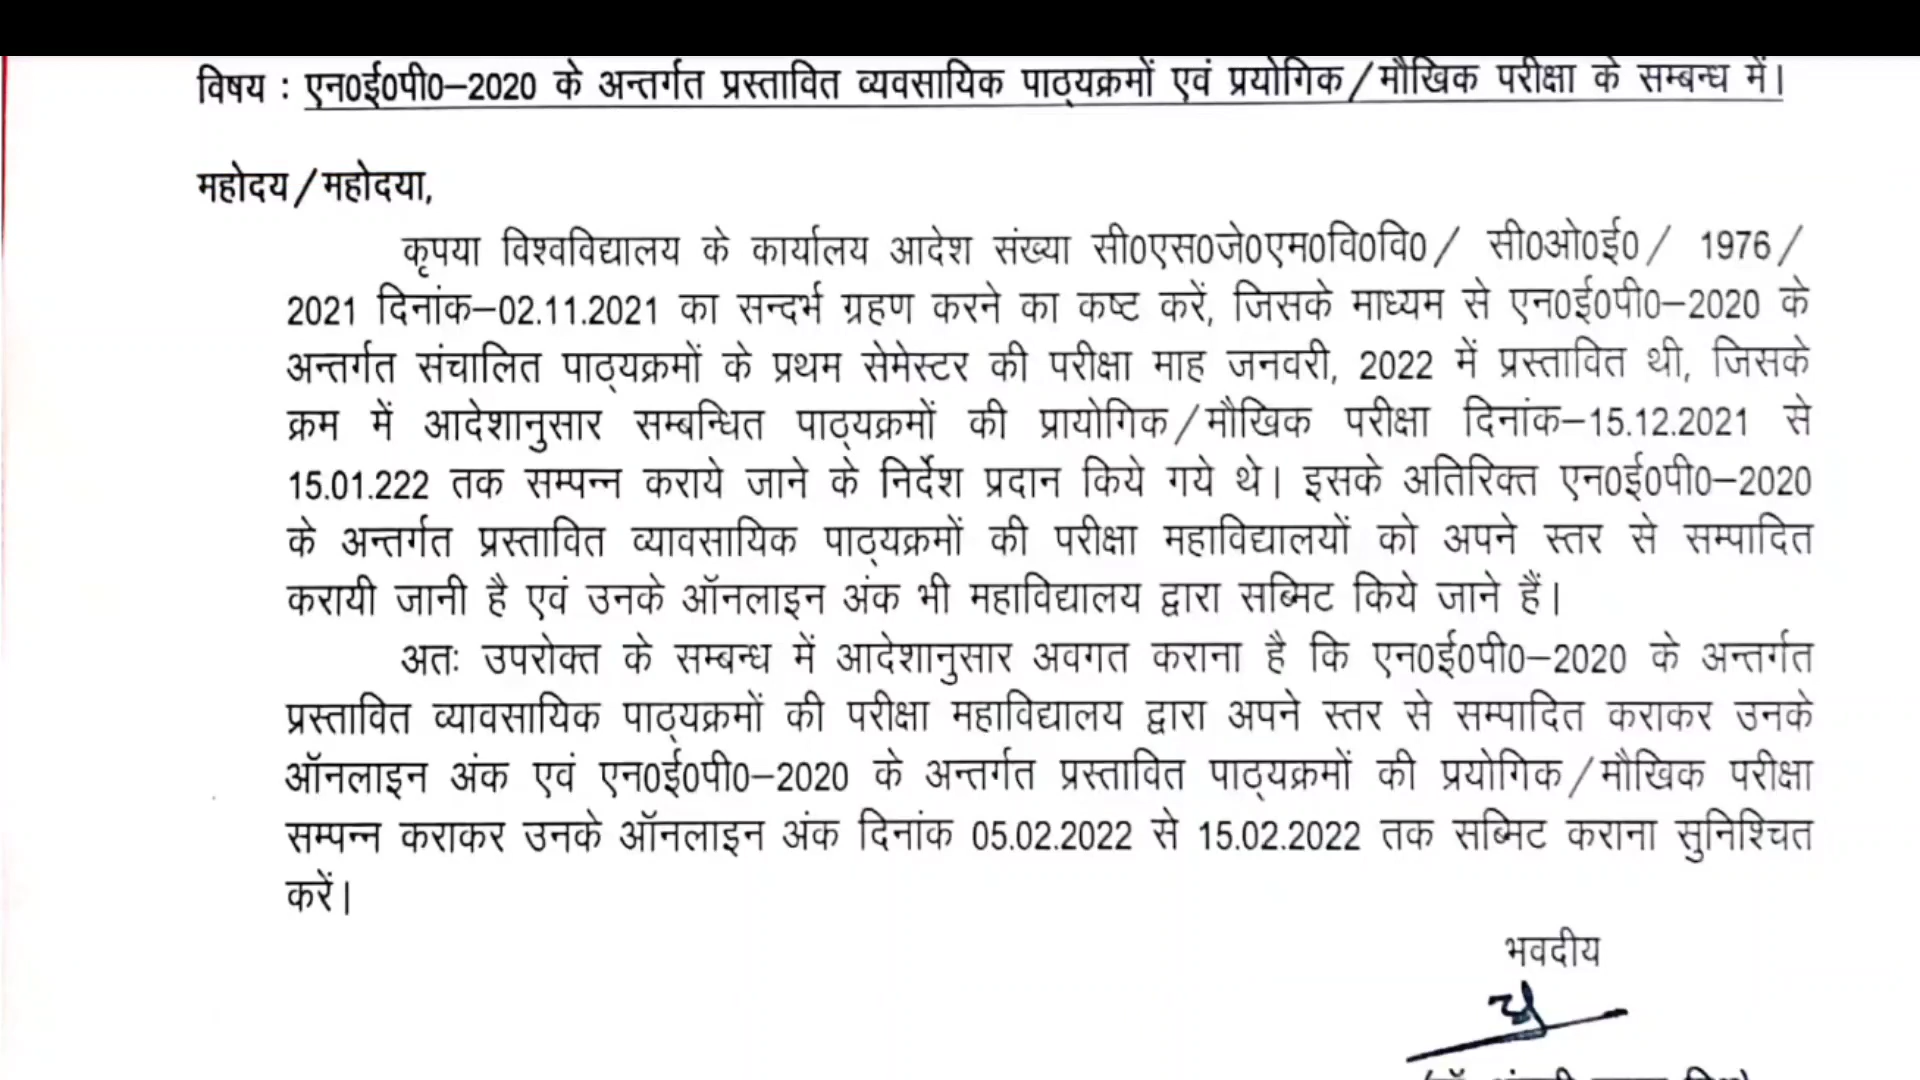 विषय : एन0ई0पी0–2020 के अन्तर्गत प्रस्तावित व्यवसायिक पाठ्यक्रमों एवं प्रयोगिक/मौखिक परीक्षा के सम्बन्ध में।
महोदय/महोदया,
कृपया विश्वविद्यालय के कार्यालय आदेश संख्या सी0एस0जे0एम0वि0वि0/ सी0ओ0ई0/ 1976/
2021 दिनांक–02.11.2021 का सन्दर्भ ग्रहण करने का कष्ट करें, जिसके माध्यम से एन0ई0पी0–2020 के
अन्तर्गत संचालित पाठ्यक्रमों के प्रथम सेमेस्टर की परीक्षा माह जनवरी, 2022 में प्रस्तावित थी, जिसके
क्रम में आदेशानुसार सम्बन्धित पाठ्यक्रमों की प्रायोगिक/मौखिक परीक्षा दिनांक–15.12.2021 से
15.01.222 तक सम्पन्न कराये जाने के निर्देश प्रदान किये गये थे। इसके अतिरिक्त एन0ई0पी0–2020
के अन्तर्गत प्रस्तावित व्यावसायिक पाठ्यक्रमों की परीक्षा महाविद्यालयों को अपने स्तर से सम्पादित
करायी जानी है एवं उनके ऑनलाइन अंक भी महाविद्यालय द्वारा सब्मिट किये जाने हैं।
अतः उपरोक्त के सम्बन्ध में आदेशानुसार अवगत कराना है कि एन0ई0पी0–2020 के अन्तर्गत
प्रस्तावित व्यावसायिक पाठ्यक्रमों की परीक्षा महाविद्यालय द्वारा अपने स्तर से सम्पादित कराकर उनके
ऑनलाइन अंक एवं एन0ई0पी0–2020 के अन्तर्गत प्रस्तावित पाठ्यक्रमों की प्रयोगिक/मौखिक परीक्षा
सम्पन्न कराकर उनके ऑनलाइन अंक दिनांक 05.02.2022 से 15.02.2022 तक सब्मिट कराना सुनिश्चित
करें।
भवदीय